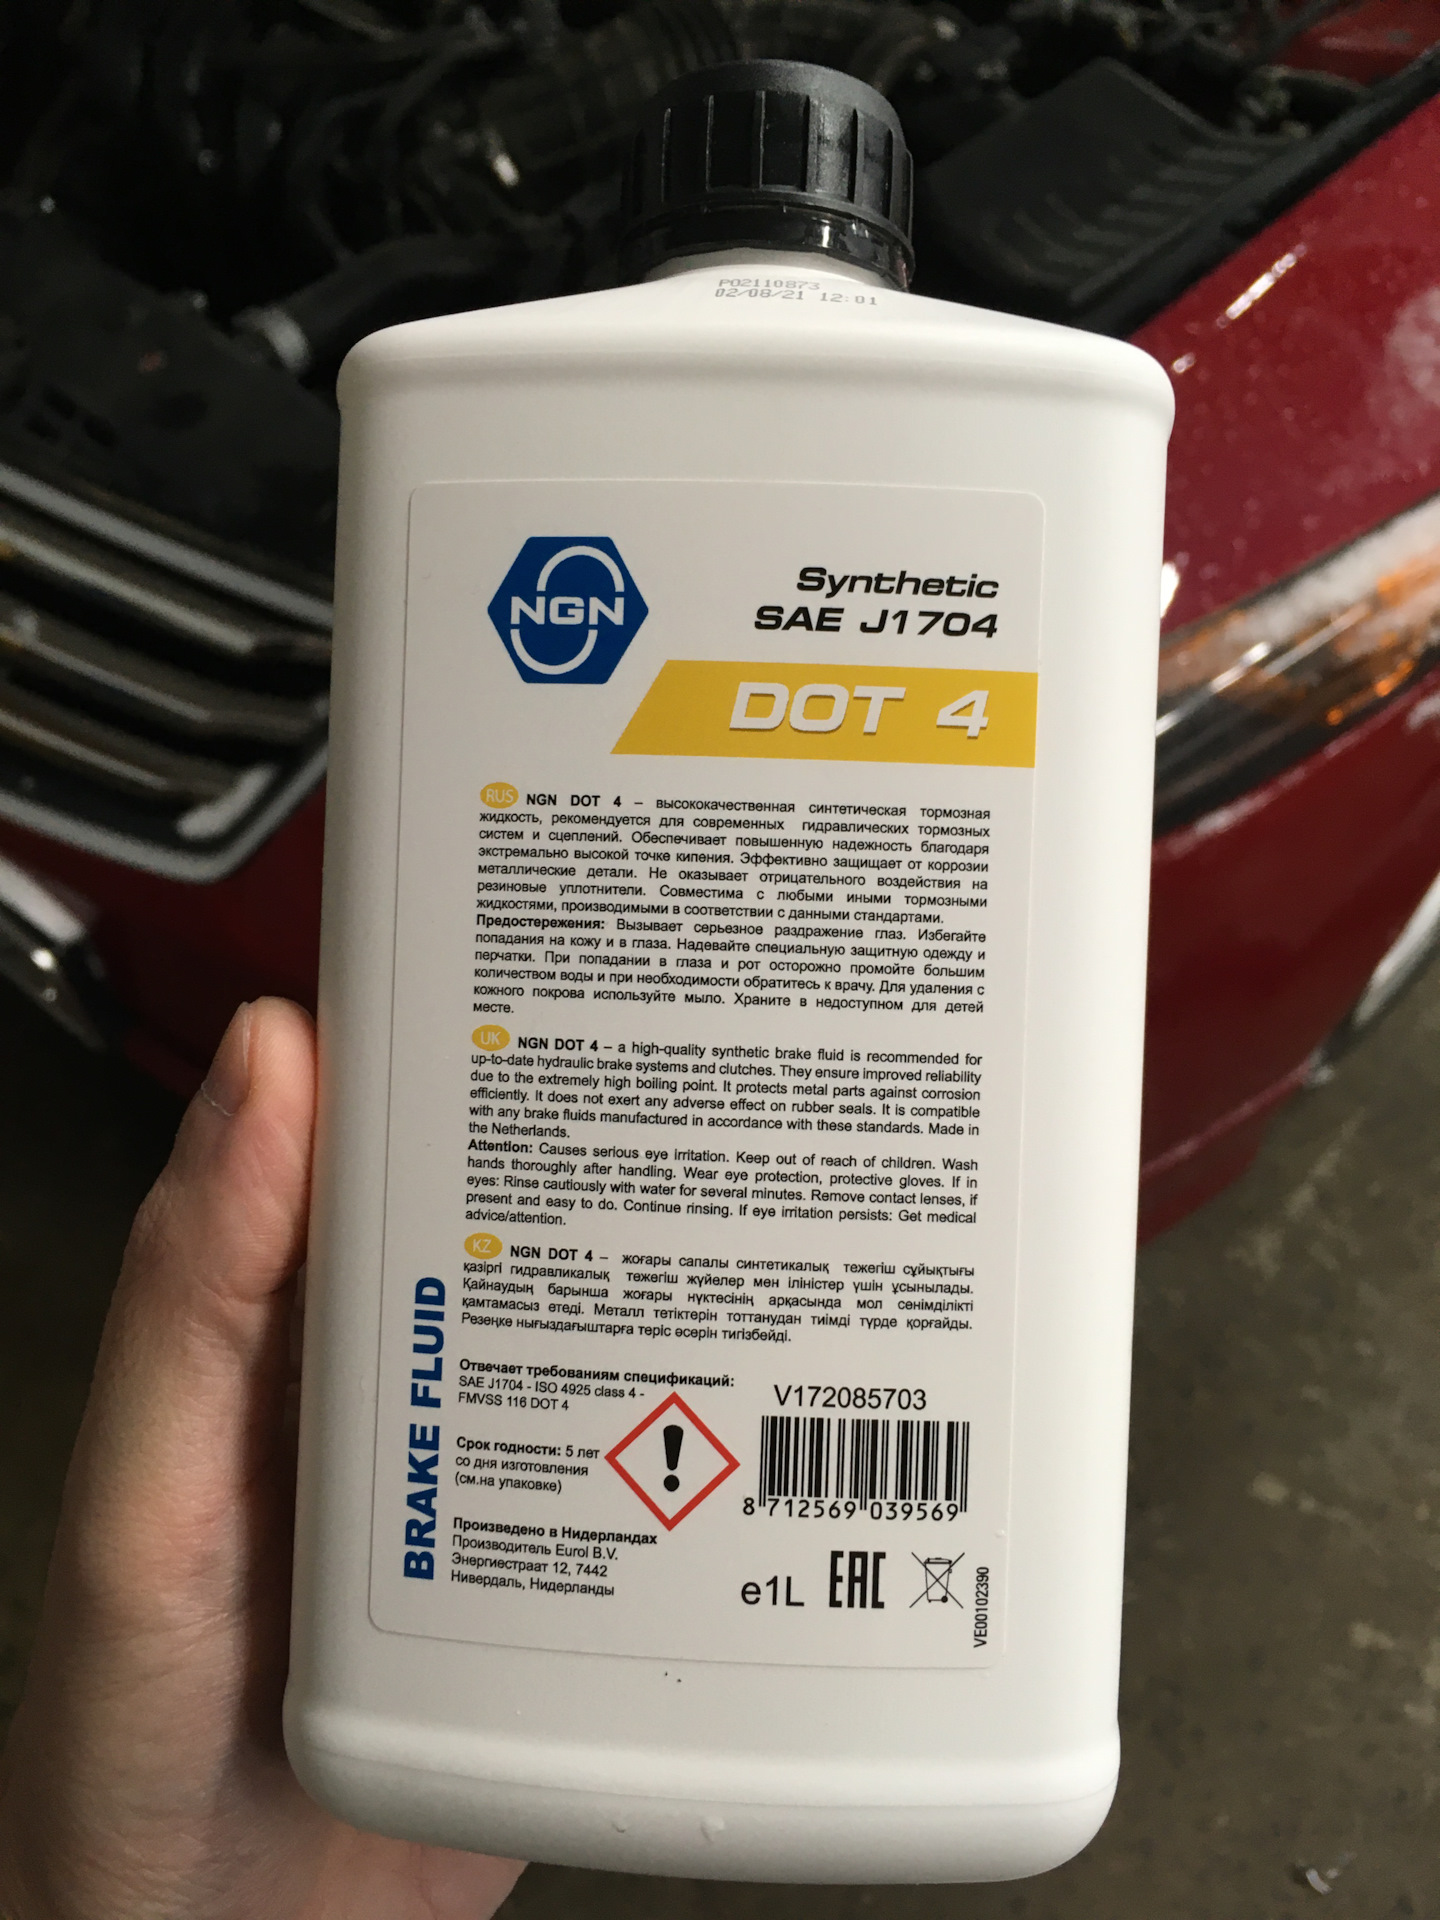 PO2110873
02/08/21 12:01
NGN
Synthetic
SAE J1704
DOT 4
RUS NGN DOT 4 – высококачественная синтетическая тормозная
жидкость, рекомендуется для современных гидравлических тормозных
систем и сцеплений. Обеспечивает повышенную надежность благодаря
экстремально высокой точке кипения. Эффективно защищает от коррозии
металлические детали. Не оказывает отрицательного воздействия на
резиновые уплотнители. Совместима с любыми иными тормозными
жидкостями, производимыми в соответствии с данными стандартами.
Предостережения: Вызывает серьезное раздражение глаз. Избегайте
попадания на кожу и в глаза. Надевайте специальную защитную одежду и
перчатки. При попадании в глаза и рот осторожно промойте большим
количеством воды и при необходимости обратитесь к врачу. Для удаления с
кожного покрова используйте мыло. Храните в недоступном для детей
месте.
UK NGN DOT 4 – a high-quality synthetic brake fluid is recommended for
up-to-date hydraulic brake systems and clutches. They ensure improved reliability
due to the extremely high boiling point. It protects metal parts against corrosion
efficiently. It does not exert any adverse effect on rubber seals. It is compatible
with any brake fluids manufactured in accordance with these standards. Made in
the Netherlands.
Attention: Causes serious eye irritation. Keep out of reach of children. Wash
hands thoroughly after handling. Wear eye protection, protective gloves. If in
eyes: Rinse cautiously with water for several minutes. Remove contact lenses, if
present and easy to do. Continue rinsing. If eye irritation persists: Get medical
advice/attention.
KZ NGN DOT 4 – жоғары сапалы синтетикалық тежегіш сұйықтығы
қазіргі гидравликалық тежегіш жүйелер мен іліністер үшін ұсынылады.
Қайнаудың барынша жоғары нүктесінің арқасында мол сенімділікті
қамтамасыз етеді. Металл тетіктерін тоттанудан тиімді түрде қорғайды.
Резеңке нығыздағыштарға теріс әсерін тигізбейді.
BRAKE FLUID
Отвечает требованиям спецификаций:
SAE J1704 - ISO 4925 class 4 -
FMVSS 116 DOT 4
Срок годности: 5 лет
со дня изготовления
(см.на упаковке)
Произведено в Нидерландах
Производитель Eurol B.V.
Энергиестраат 12, 7442
Нивердаль, Нидерланды
V172085703
8 712569 039569
e1L EAC
VE00102390